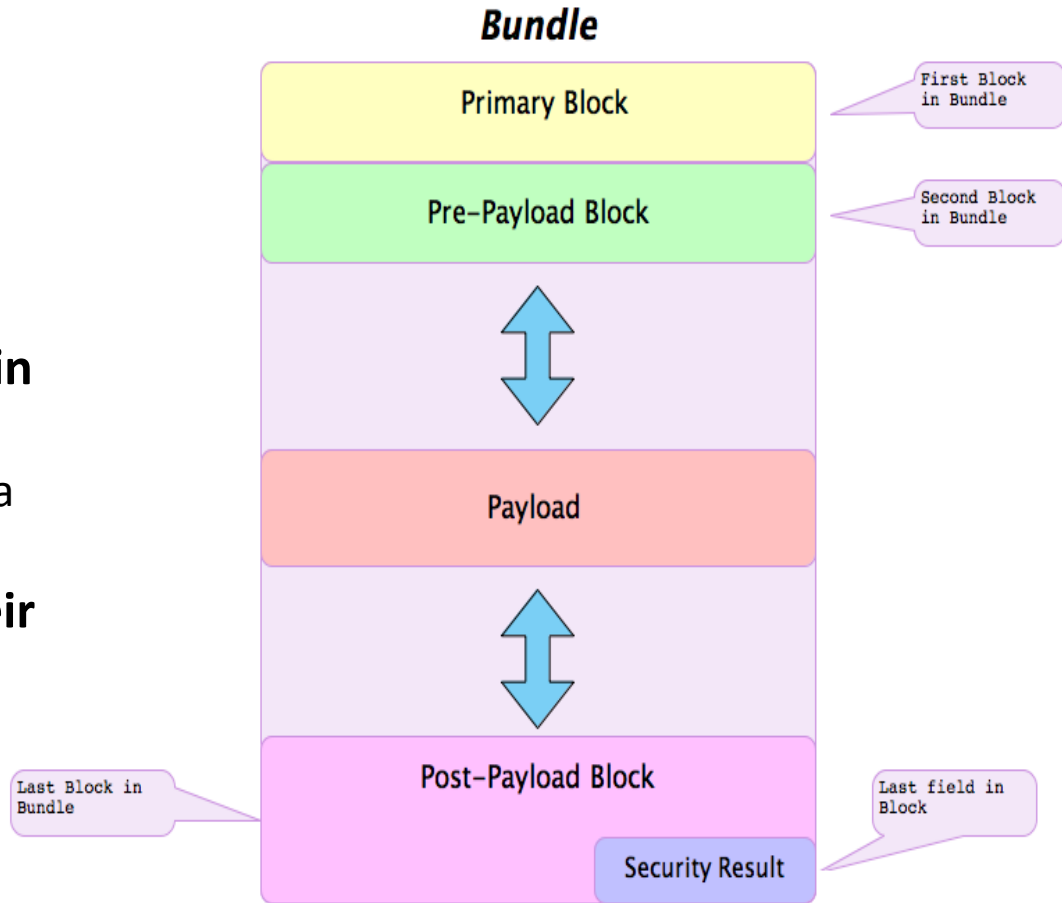 Bundle
Primary Block
First Block
in Bundle
Pre-Payload Block
Second Block
in Bundle
in
a
Payload
eir
Post-Payload Block
Last Block in
Bundle
Last field in
Block
Security Result